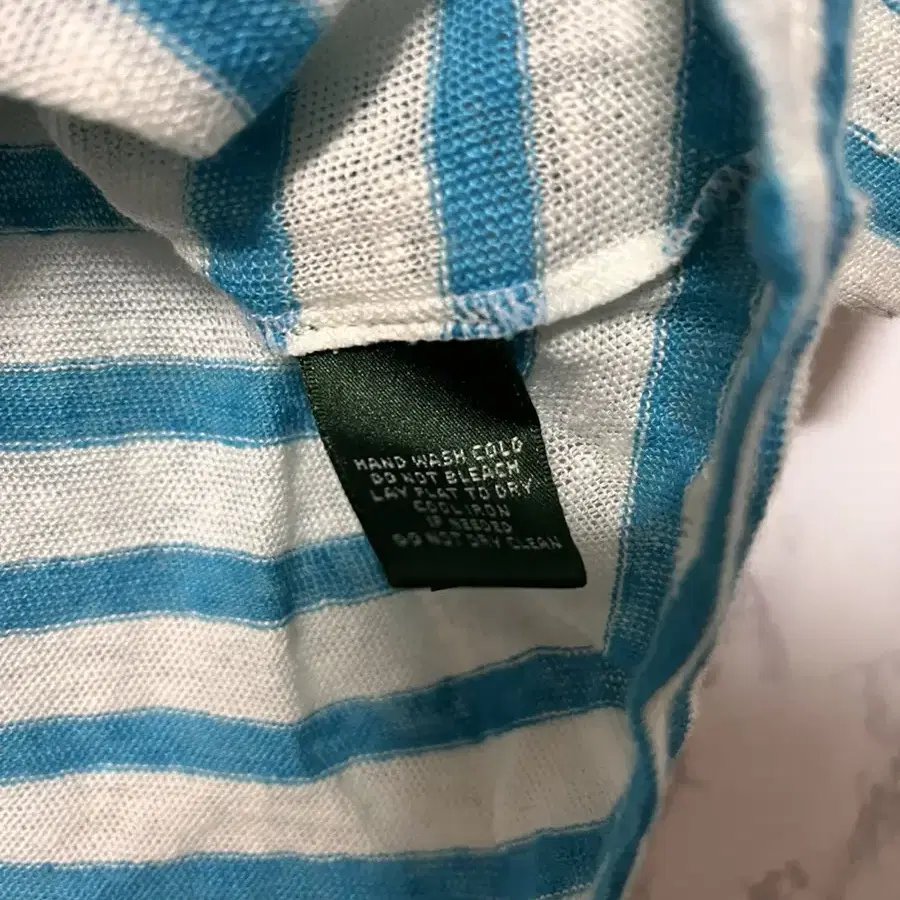 HAND WASH COLD
DO NOT BLEACH
LAY FLAT TO DRY
COOL IRON
IF NEEDED
DO NOT DRY CLEAN